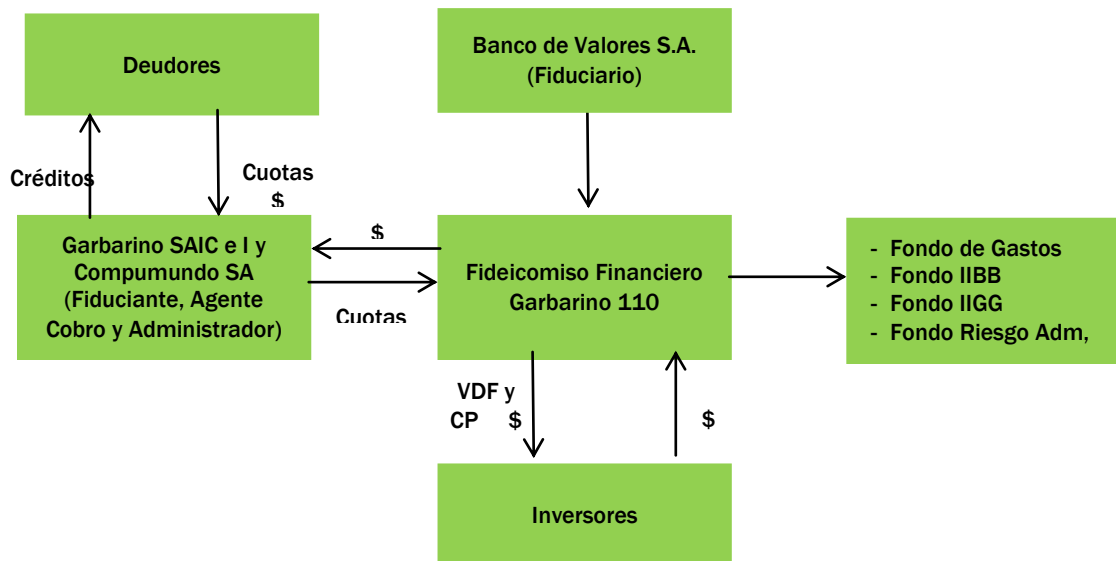 Deudores
Banco de Valores S.A.
(Fiduciario)
Créditos
Cuotas
$
Garbarino SAIC e I y
Compumundo SA
(Fiduciante, Agente
Cobro y Administrador)
$
Cuotas
Fideicomiso Financiero
Garbarino 110
- Fondo de Gastos
- Fondo IIBB
- Fondo IIGG
- Fondo Riesgo Adm,
VDF y
CP $
$
Inversores